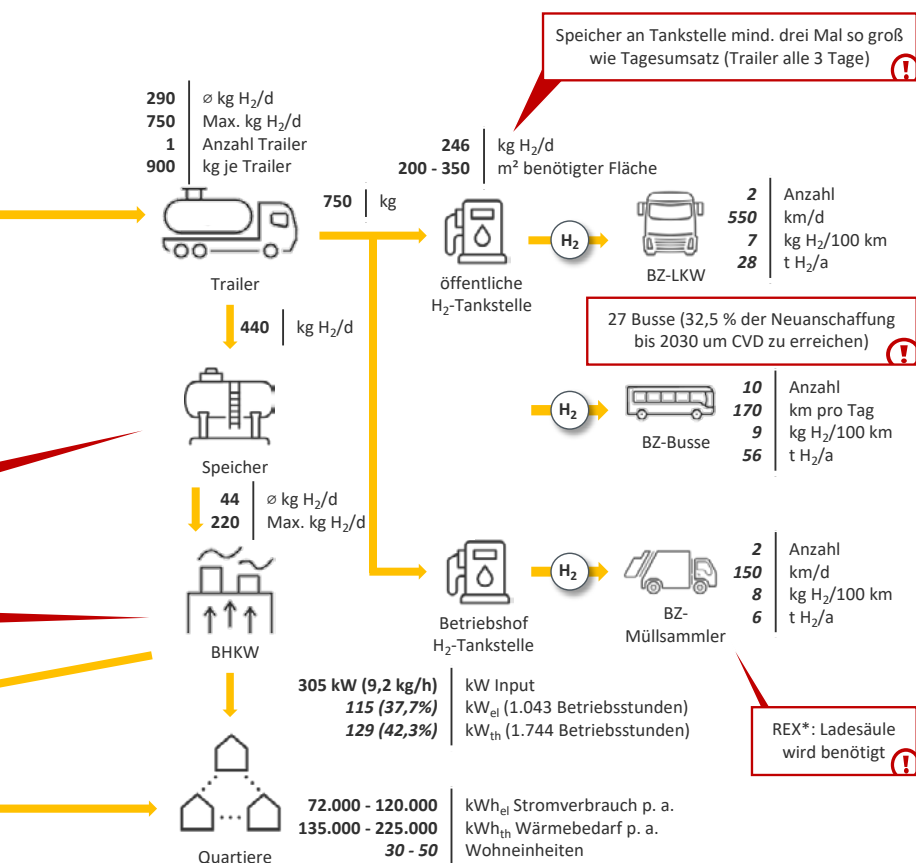 Speicher an Tankstelle mind. drei Mal so groß
wie Tagesumsatz (Trailer alle 3 Tage)
!
290 ⌀ kg H₂/d
750 Max. kg H₂/d
1 Anzahl Trailer
900 kg je Trailer
Trailer
750 kg
246 kg H₂/d
200 - 350 m² benötigter Fläche
öffentliche
H₂-Tankstelle
H₂
BZ-LKW
2 Anzahl
550 km/d
7 kg H₂/100 km
28 t H₂/a
440 kg H₂/d
Speicher
27 Busse (32,5 % der Neuanschaffung
bis 2030 um CVD zu erreichen)
!
H₂
BZ-Busse
10 Anzahl
170 km pro Tag
9 kg H₂/100 km
56 t H₂/a
44 ⌀ kg H₂/d
220 Max. kg H₂/d
BHKW
Betriebshof
H₂-Tankstelle
H₂
BZ-
Müllsammler
2 Anzahl
150 km/d
8 kg H₂/100 km
6 t H₂/a
305 kW (9,2 kg/h) kW Input
115 (37,7%) kWₑₗ (1.043 Betriebsstunden)
129 (42,3%) kWₜₕ (1.744 Betriebsstunden)
REX*: Ladesäule
wird benötigt
!
Quartiere
72.000 - 120.000 kWhₑₗ Stromverbrauch p. a.
135.000 - 225.000 kWhₜₕ Wärmebedarf p. a.
30 - 50 Wohneinheiten